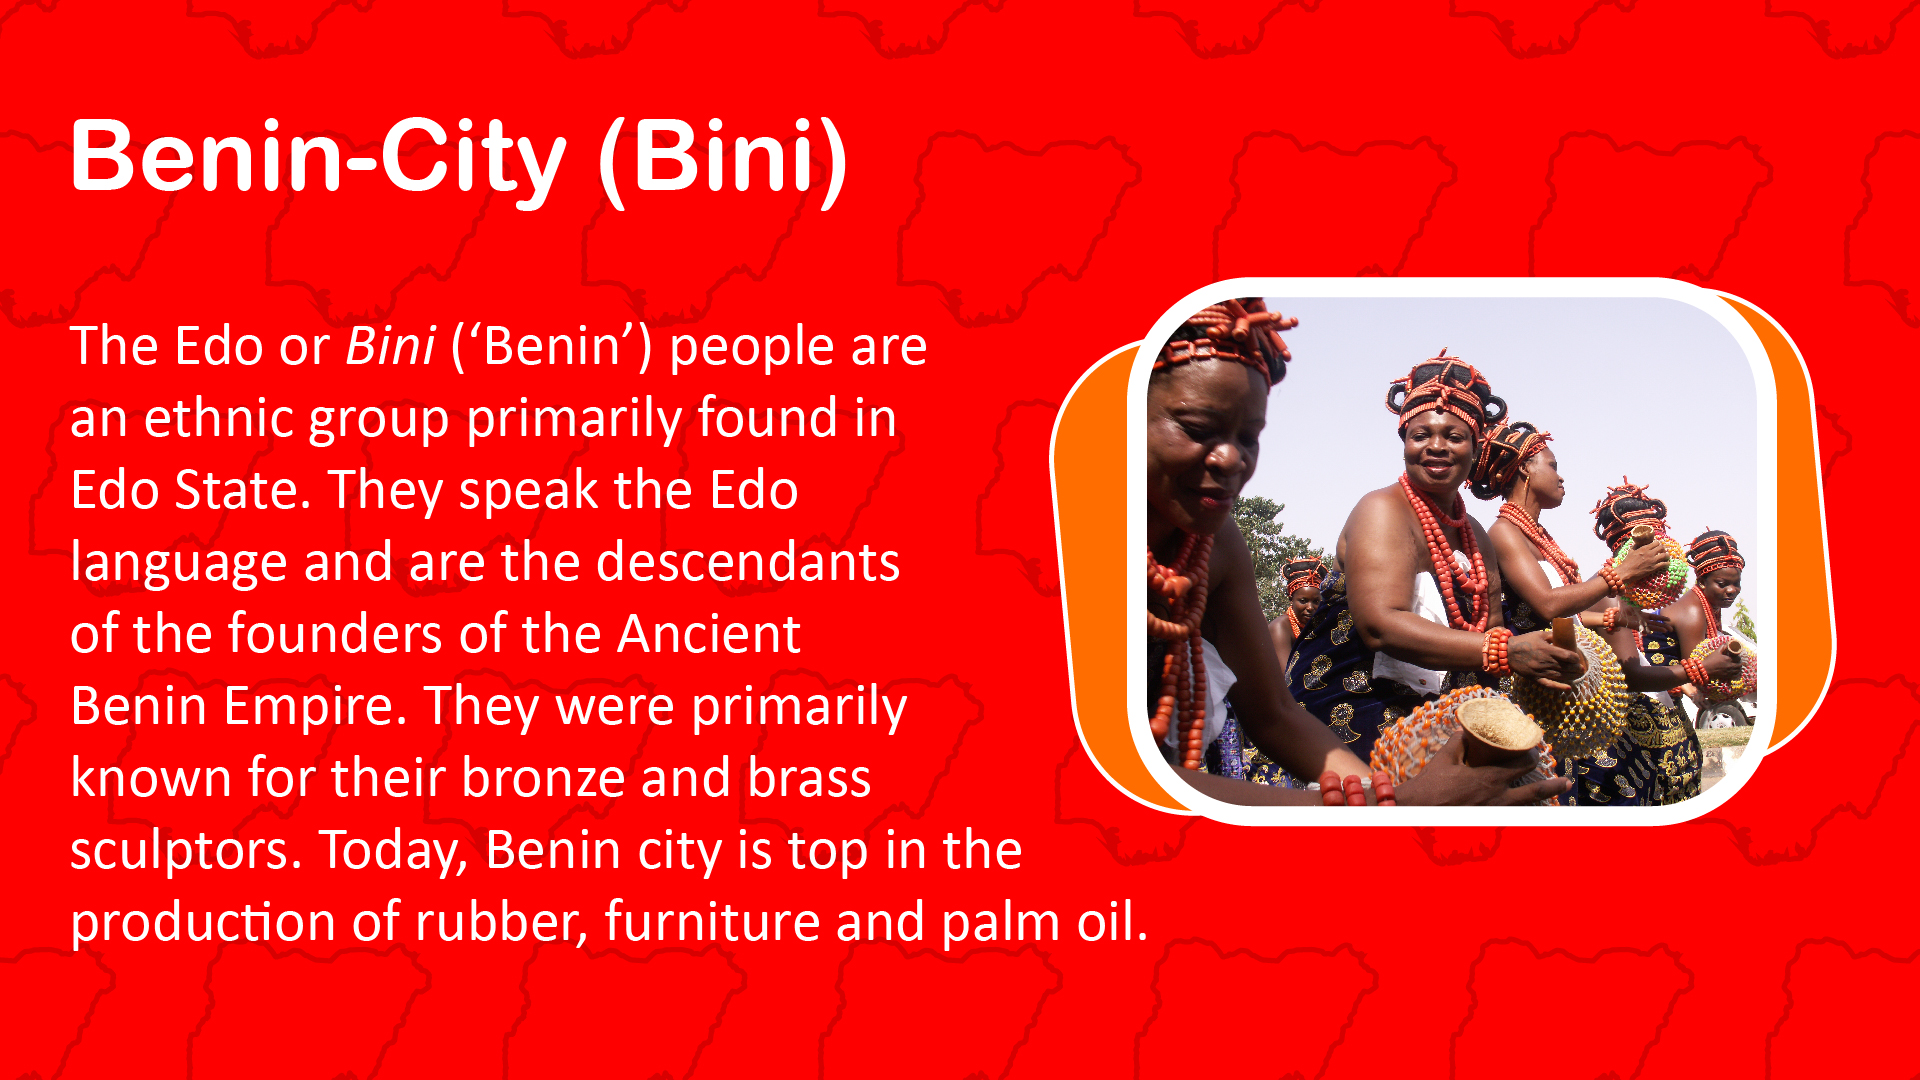 Benin-City (Bini)
The Edo or Bini (‘Benin’) people are
an ethnic group primarily found in
Edo State. They speak the Edo
language and are the descendants
of the founders of the Ancient
Benin Empire. They were primarily
known for their bronze and brass
sculptors. Today, Benin city is top in the
production of rubber, furniture and palm oil.